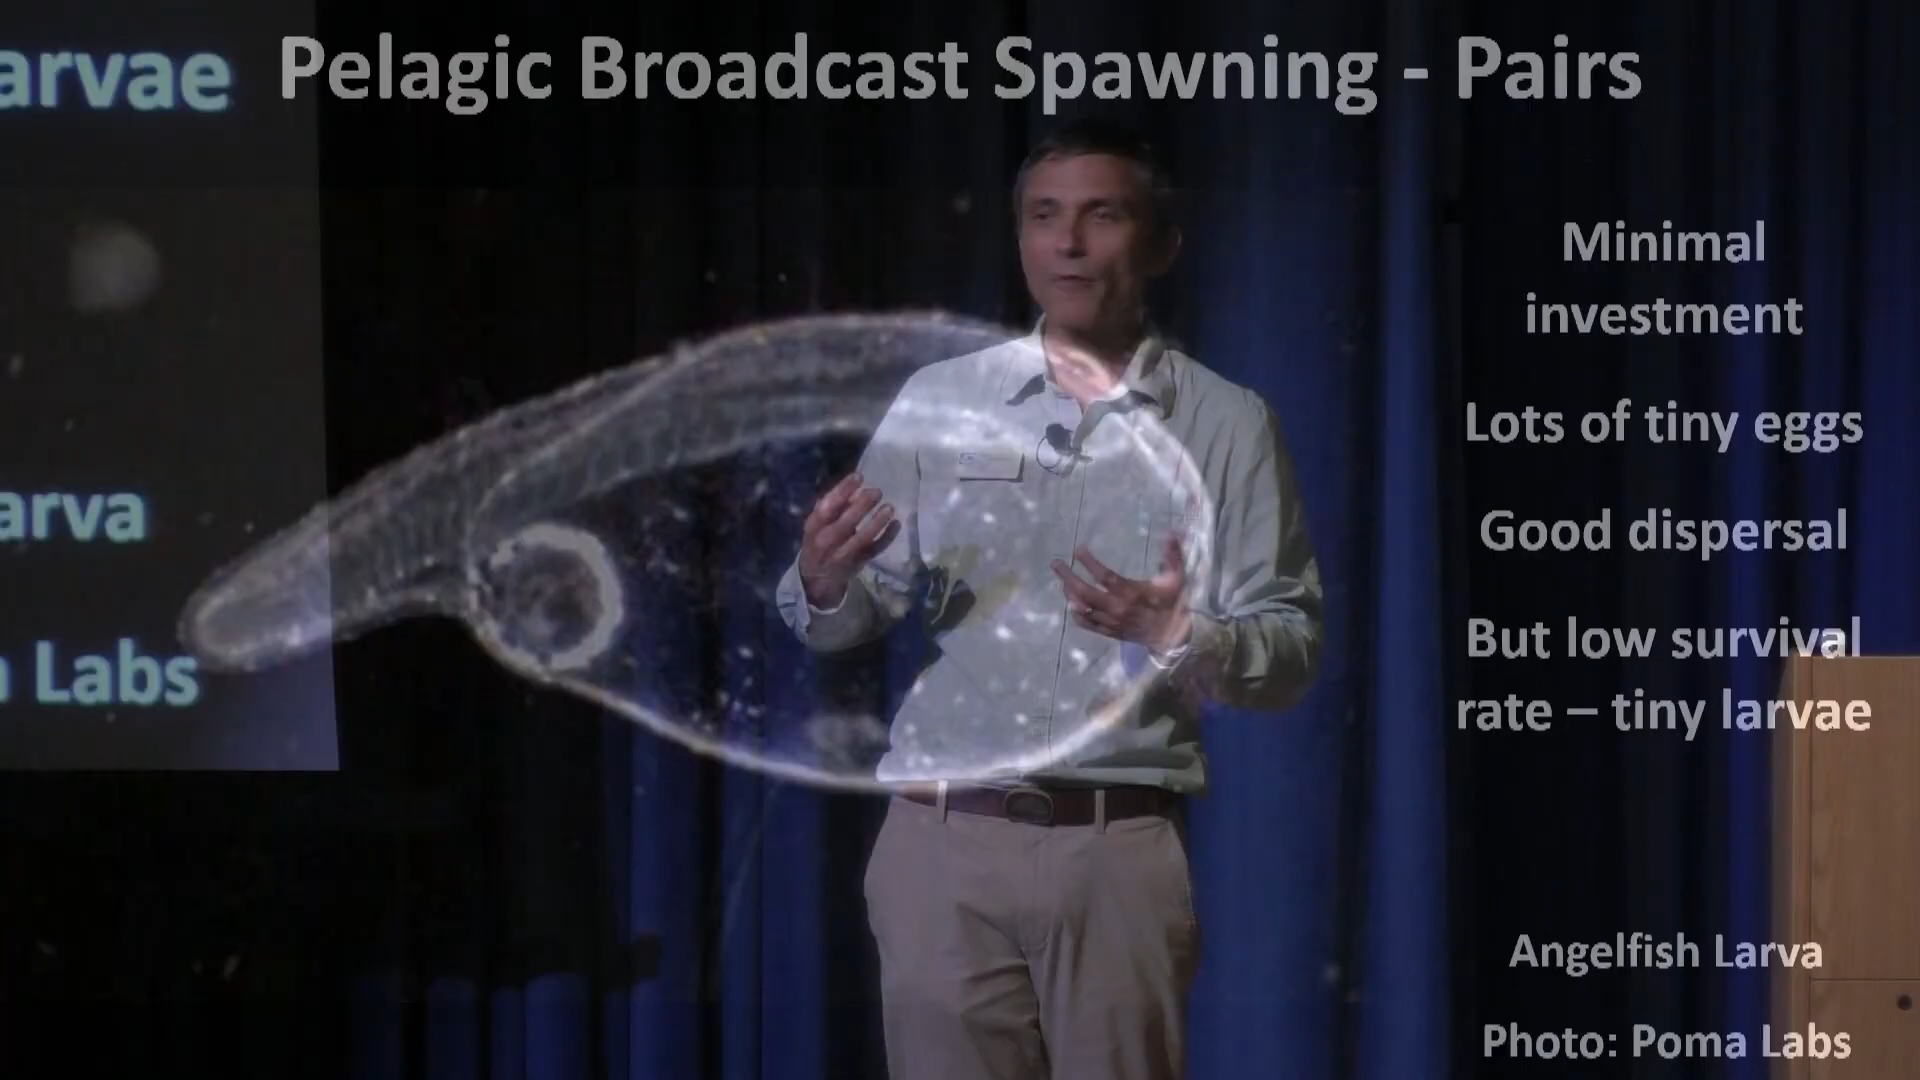 arvae
Pelagic Broadcast Spawning - Pairs
Minimal
investment
Lots of tiny eggs
Good dispersal
arva
But low survival
rate – tiny larvae
Labs
Angelfish Larva
Photo: Poma Labs